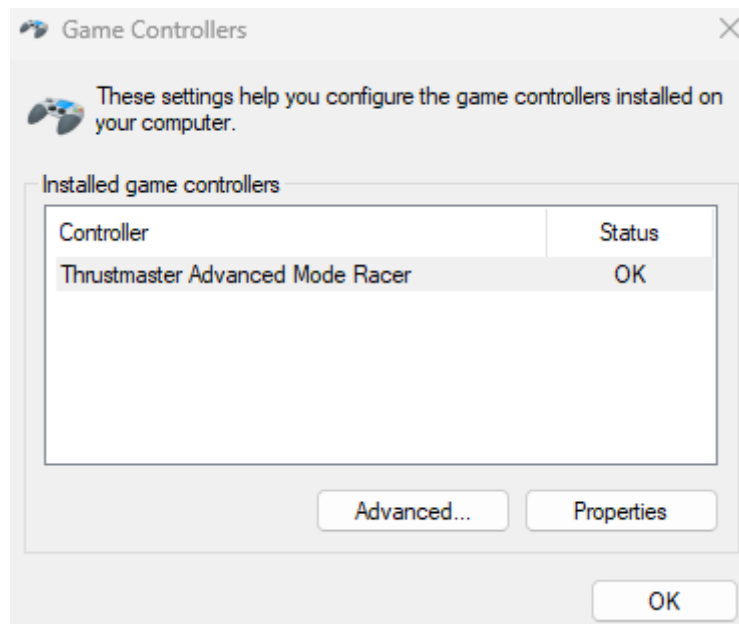 Game Controllers
These settings help you configure the game controllers installed on
your computer.
Installed game controllers
Controller Status
Thrustmaster Advanced Mode Racer OK
Advanced... Properties
OK